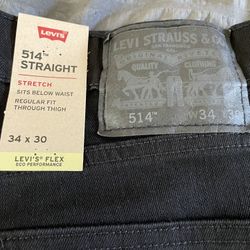 Levi's
514™
STRAIGHT
STRETCH
SITS BELOW WAIST
REGULAR FIT
THROUGH THIGH
34 x 30
LEVI'S® FLEX
ECO PERFORMANCE
LEVI STRAUSS & CO
ORIGINAL
QUALITY CLOTHING
514™ W 34